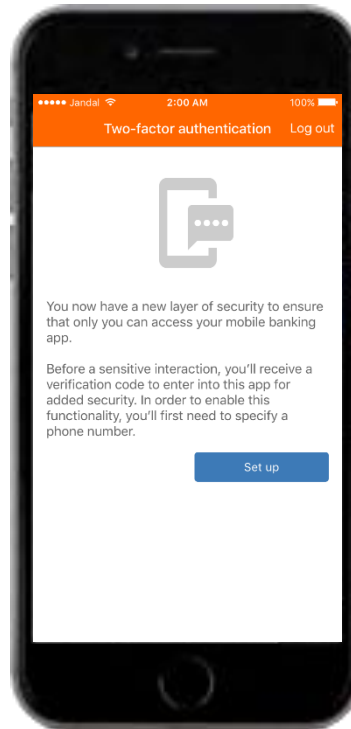 ●●●●● Jandal 2:00 AM 100%
Two-factor authentication Log out
You now have a new layer of security to ensure
that only you can access your mobile banking
app.
Before a sensitive interaction, you'll receive a
verification code to enter into this app for
added security. In order to enable this
functionality, you'll first need to specify a
phone number.
Set up